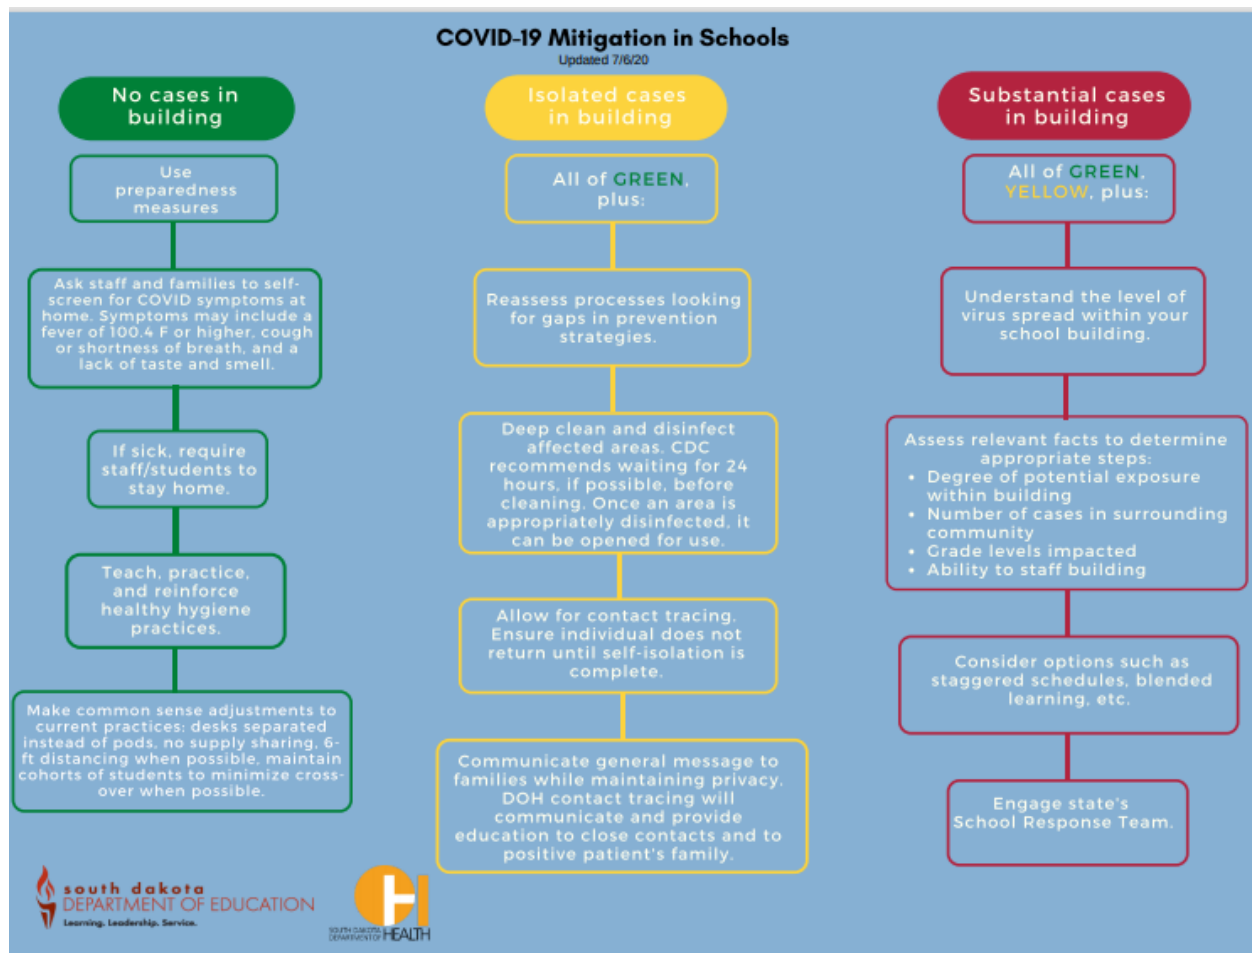 COVID-19 Mitigation in Schools
Updated 7/6/20
No cases in
building
Use
preparedness
measures
Ask staff and families to self-
screen for COVID symptoms at
home. Symptoms may include a
fever of 100.4 F or higher, cough
or shortness of breath, and a
lack of taste and smell.
If sick, require
staff/students to
stay home.
Teach, practice,
and reinforce
healthy hygiene
practices.
Make common sense adjustments to
current practices: desks separated
instead of pods, no supply sharing, 6-
ft distancing when possible, maintain
cohorts of students to minimize cross-
over when possible.
Isolated cases
in building
All of GREEN,
plus:
Reassess processes looking
for gaps in prevention
strategies.
Deep clean and disinfect
affected areas. CDC
recommends waiting for 24
hours, if possible, before
cleaning. Once an area is
appropriately disinfected, it
can be opened for use.
Allow for contact tracing.
Ensure individual does not
return until self-isolation is
complete.
Communicate general message to
families while maintaining privacy.
DOH contact tracing will
communicate and provide
education to close contacts and to
positive patient's family.
Substantial cases
in building
All of GREEN,
YELLOW, plus:
Understand the level of
virus spread within your
school building.
Assess relevant facts to determine
appropriate steps:
• Degree of potential exposure
within building
• Number of cases in surrounding
community
• Grade levels impacted
• Ability to staff building
Consider options such as
staggered schedules, blended
learning, etc.
Engage state's
School Response Team.
south dakota
DEPARTMENT OF EDUCATION
Learning. Leadership. Service.
SOUTH DAKOTA
DEPARTMENT OF HEALTH